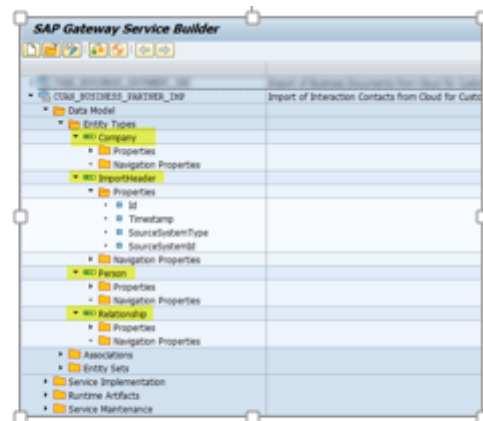 SAP Gateway Service Builder
CUAN_BUSINESS_PARTNER_IMP Import of Interaction Contacts from Cloud for Custo
Data Model
Entity Types
Company
Properties
Navigation Properties
ImportHeader
Properties
Id
Timestamp
SourceSystemType
SourceSystemId
Navigation Properties
Person
Properties
Navigation Properties
Relationship
Properties
Navigation Properties
Associations
Entity Sets
Service Implementation
Runtime Artifacts
Service Maintenance